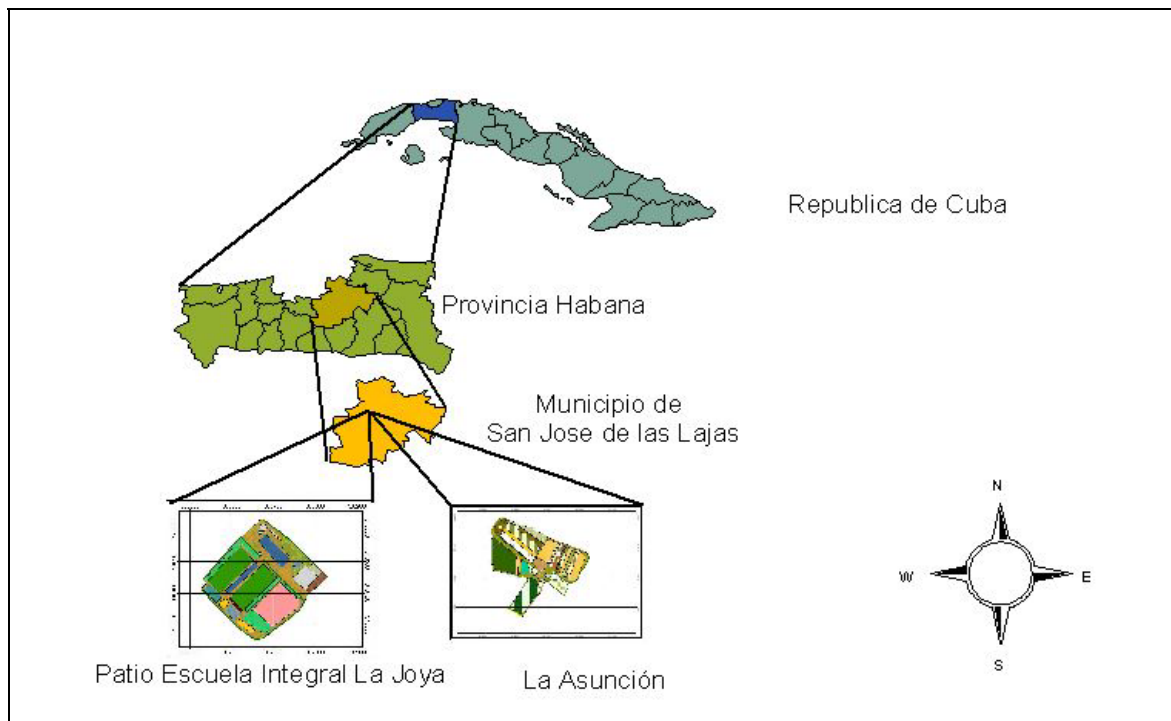 Republica de Cuba
Provincia Habana
Municipio de
San Jose de las Lajas
Patio Escuela Integral La Joya
La Asunción
N
W
E
S